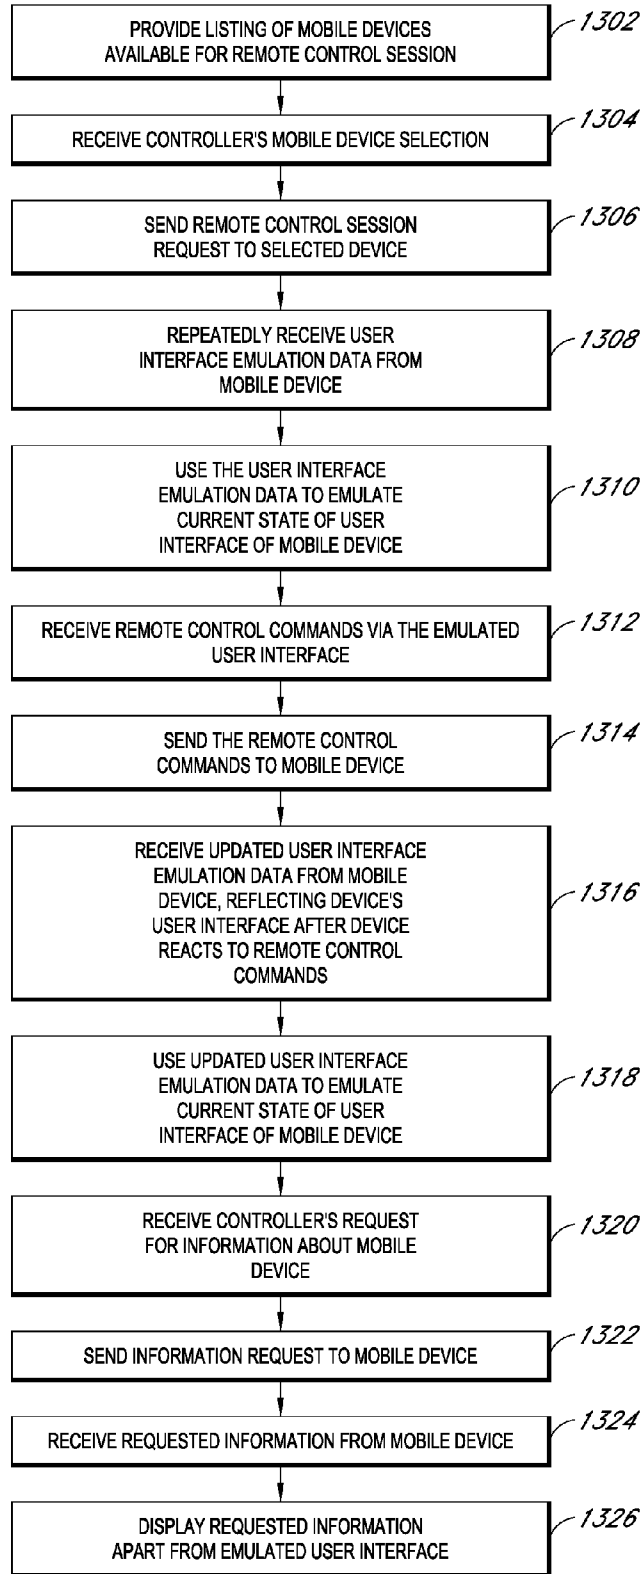 PROVIDE LISTING OF MOBILE DEVICES
AVAILABLE FOR REMOTE CONTROL SESSION
1302
RECEIVE CONTROLLER'S MOBILE DEVICE SELECTION
1304
SEND REMOTE CONTROL SESSION
REQUEST TO SELECTED DEVICE
1306
REPEATEDLY RECEIVE USER
INTERFACE EMULATION DATA FROM
MOBILE DEVICE
1308
USE THE USER INTERFACE
EMULATION DATA TO EMULATE
CURRENT STATE OF USER
INTERFACE OF MOBILE DEVICE
1310
RECEIVE REMOTE CONTROL COMMANDS VIA THE EMULATED
USER INTERFACE
1312
SEND THE REMOTE CONTROL
COMMANDS TO MOBILE DEVICE
1314
RECEIVE UPDATED USER INTERFACE
EMULATION DATA FROM MOBILE
DEVICE, REFLECTING DEVICE'S
USER INTERFACE AFTER DEVICE
REACTS TO REMOTE CONTROL
COMMANDS
1316
USE UPDATED USER INTERFACE
EMULATION DATA TO EMULATE
CURRENT STATE OF USER
INTERFACE OF MOBILE DEVICE
1318
RECEIVE CONTROLLER'S REQUEST
FOR INFORMATION ABOUT MOBILE
DEVICE
1320
SEND INFORMATION REQUEST TO MOBILE DEVICE
1322
RECEIVE REQUESTED INFORMATION FROM MOBILE DEVICE
1324
DISPLAY REQUESTED INFORMATION
APART FROM EMULATED USER INTERFACE
1326